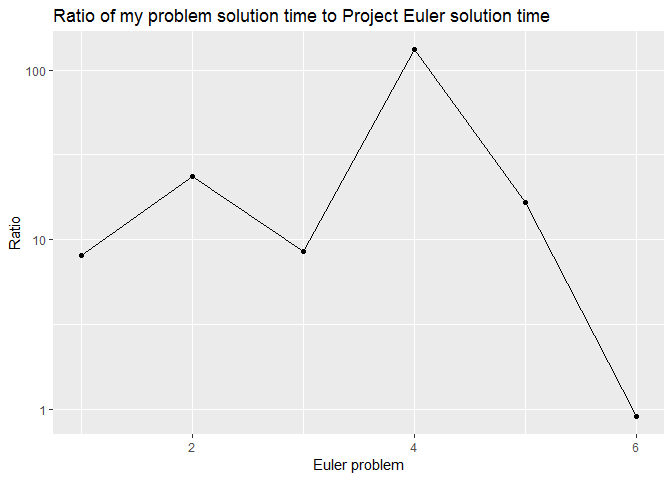 Ratio of my problem solution time to Project Euler solution time
100
10
1
Ratio
2 4 6
Euler problem